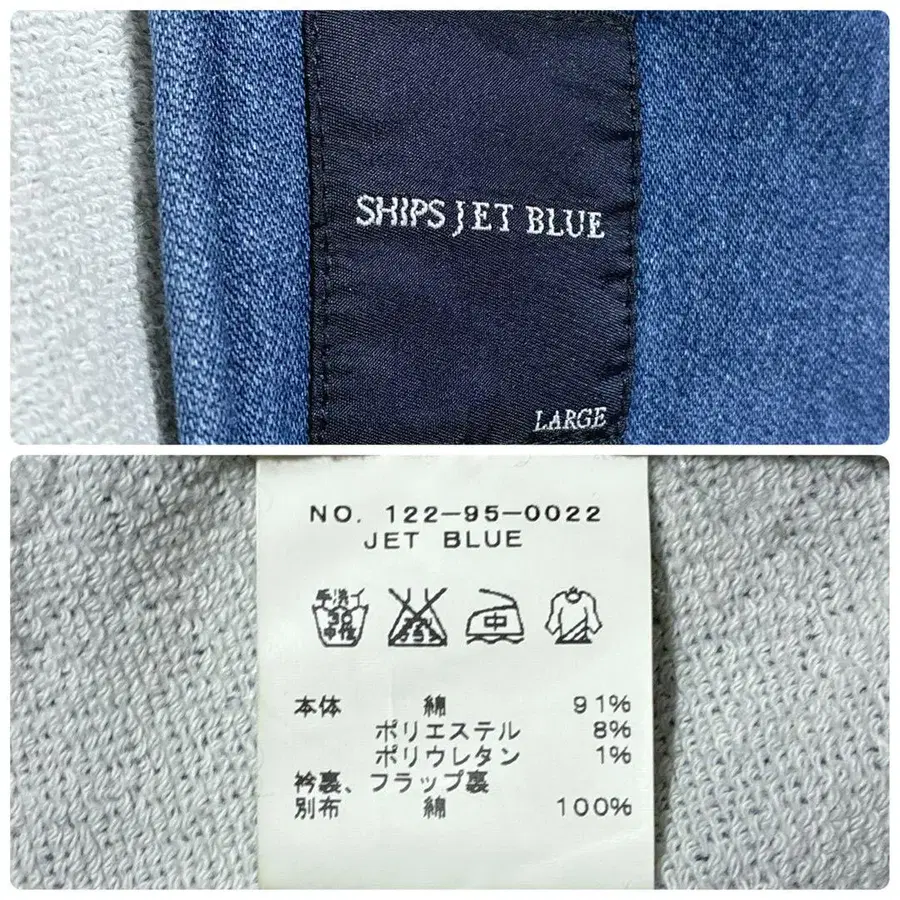 SHIPS JET BLUE
LARGE
NO. 122-95-0022
JET BLUE
手洗イ
30
中性
中
本体 綿 91%
ポリエステル 8%
ポリウレタン 1%
衿裏、フラップ裏
別布 綿 100%